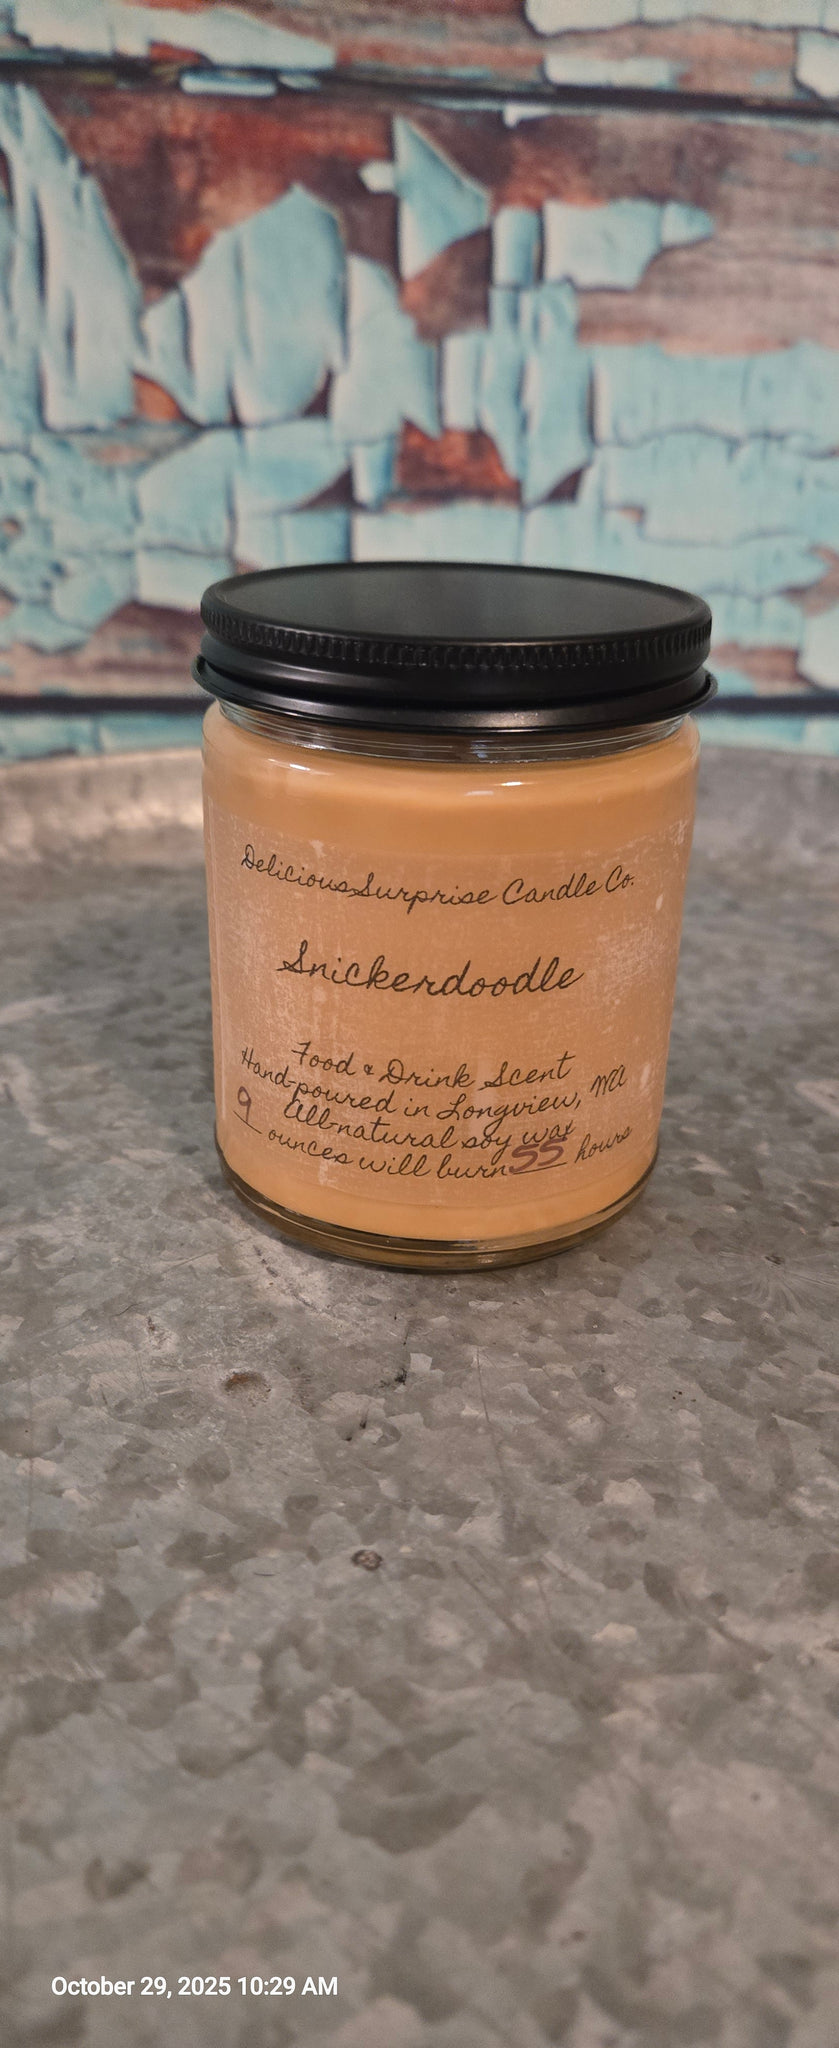 Delicious Surprise Candle Co.
Snickerdoodle
Food & Drink Scent
Hand-poured in Longview, WA
All-natural soy wax
9 ounces will burn 55 hours
October 29, 2025 10:29 AM